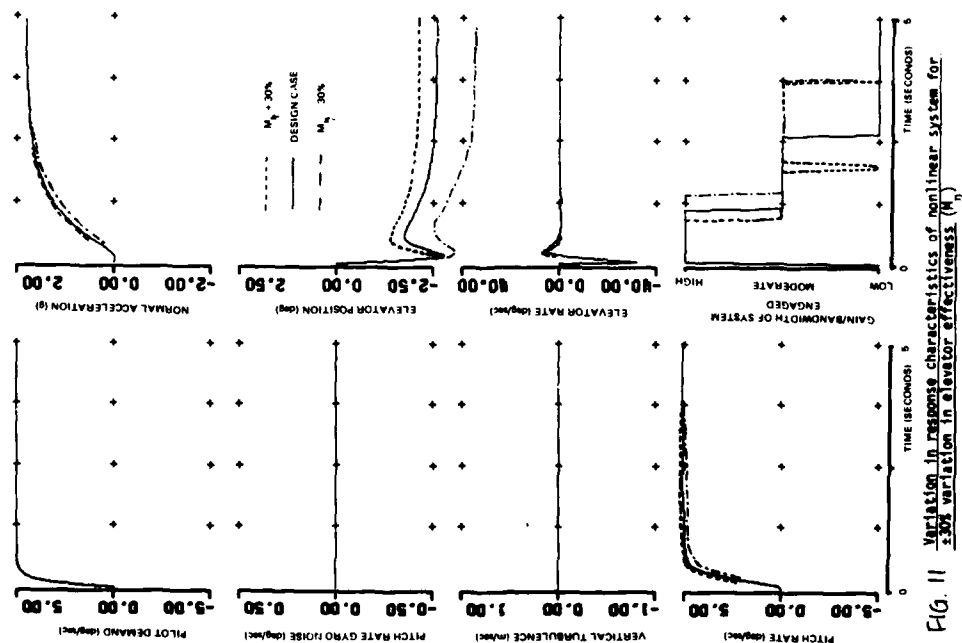 5.00
0.00
-5.00
PILOT DEMAND (deg/sec)
0.50
0.00
-0.50
PITCH RATE GYRO NOISE (deg/sec)
1.00
0.00
-1.00
VERTICAL TURBULENCE (m/sec)
5.00
0.00
-5.00
PITCH RATE (deg/sec)
0
5
TIME (SECONDS)
2.00
0.00
-2.00
NORMAL ACCELERATION (g)
2.50
0.00
-2.50
ELEVATOR POSITION (deg)
M + 30%
DESIGN CASE
M 30%
40.00
0.00
-40.00
ELEVATOR RATE (deg/sec)
HIGH
MODERATE
LOW
GAIN/BANDWIDTH OF SYSTEM
ENGAGED
0
5
TIME (SECONDS)
FIG. 11 Variation in response characteristics of nonlinear system for
±30% variation in elevator effectiveness (Mη)